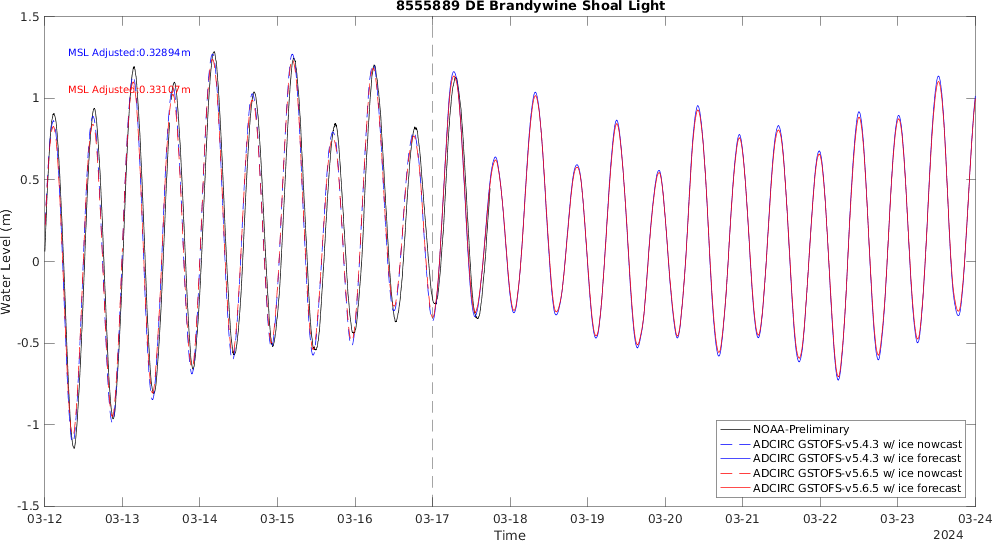 8555889 DE Brandywine Shoal Light
MSL Adjusted:0.32894m
MSL Adjusted:0.33107m
Water Level (m)
1.5
1
0.5
0
-0.5
-1
-1.5
NOAA-Preliminary
ADCIRC GSTOFS-v5.4.3 w/ ice nowcast
ADCIRC GSTOFS-v5.4.3 w/ ice forecast
ADCIRC GSTOFS-v5.6.5 w/ ice nowcast
ADCIRC GSTOFS-v5.6.5 w/ ice forecast
03-12 03-13 03-14 03-15 03-16 03-17 03-18 03-19 03-20 03-21 03-22 03-23 03-24
Time
2024